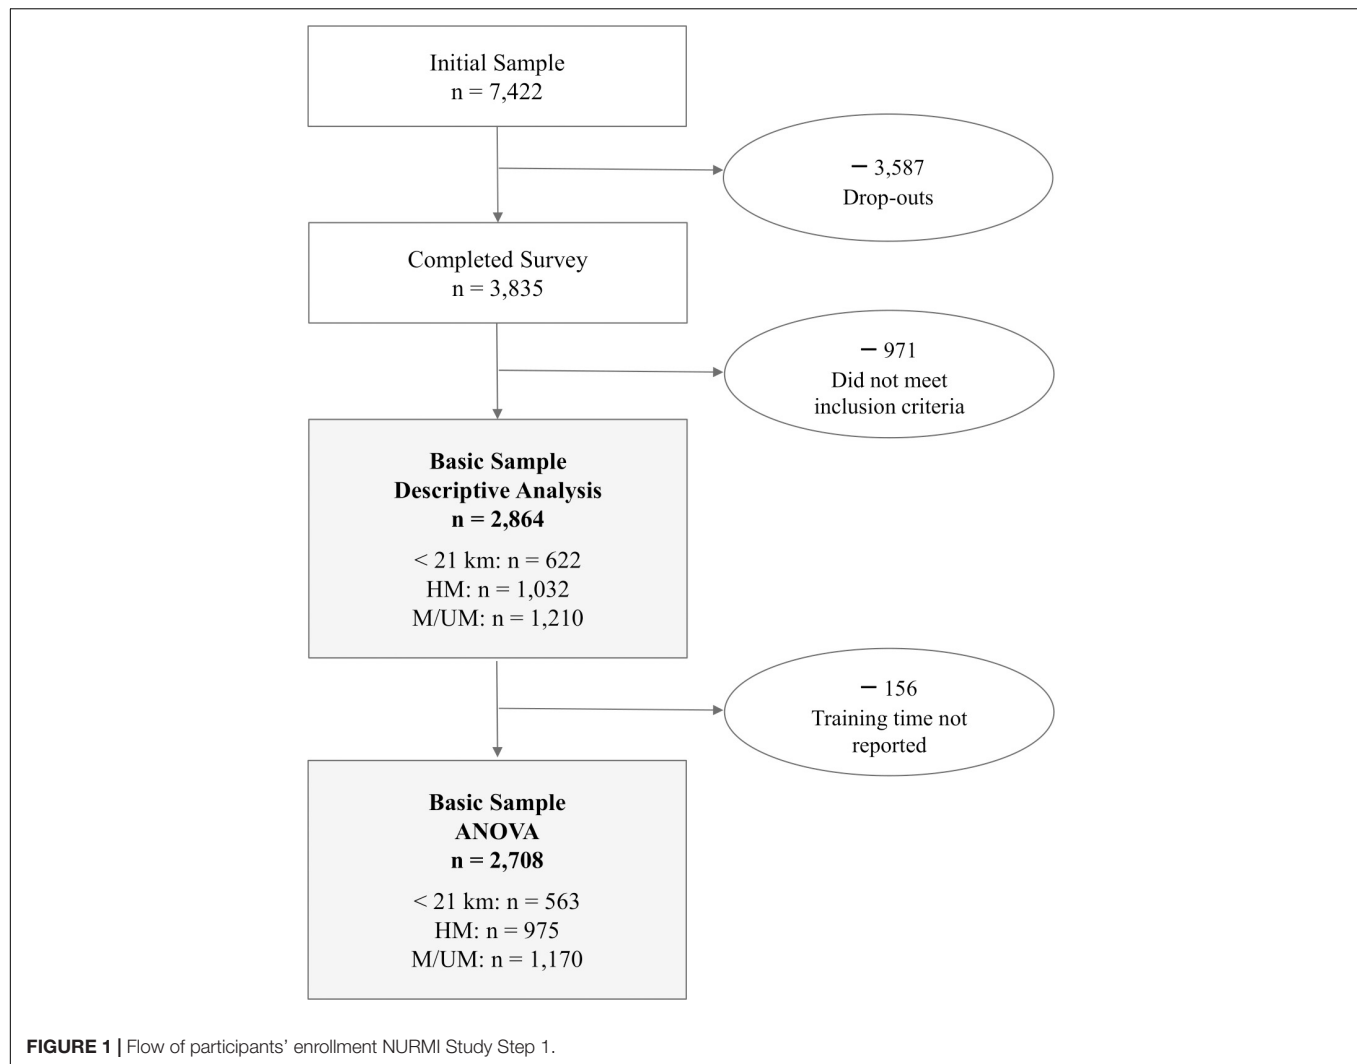 Initial Sample
n = 7,422
− 3,587
Drop-outs
Completed Survey
n = 3,835
− 971
Did not meet
inclusion criteria
Basic Sample
Descriptive Analysis
n = 2,864
< 21 km: n = 622
HM: n = 1,032
M/UM: n = 1,210
− 156
Training time not
reported
Basic Sample
ANOVA
n = 2,708
< 21 km: n = 563
HM: n = 975
M/UM: n = 1,170
FIGURE 1 | Flow of participants’ enrollment NURMI Study Step 1.